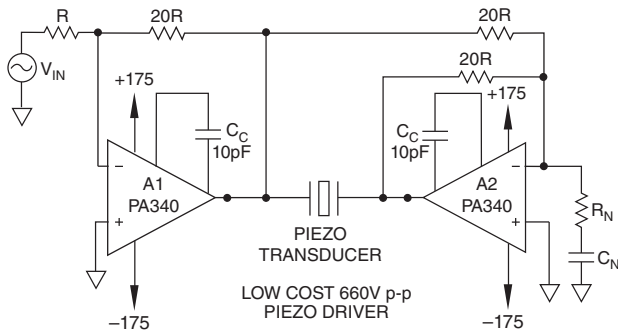 R
20R
20R
20R
V_IN
+175
+175
C_C
10pF
C_C
10pF
−
A1
PA340
+
−
A2
PA340
+
R_N
C_N
PIEZO
TRANSDUCER
−175
−175
LOW COST 660V p-p
PIEZO DRIVER